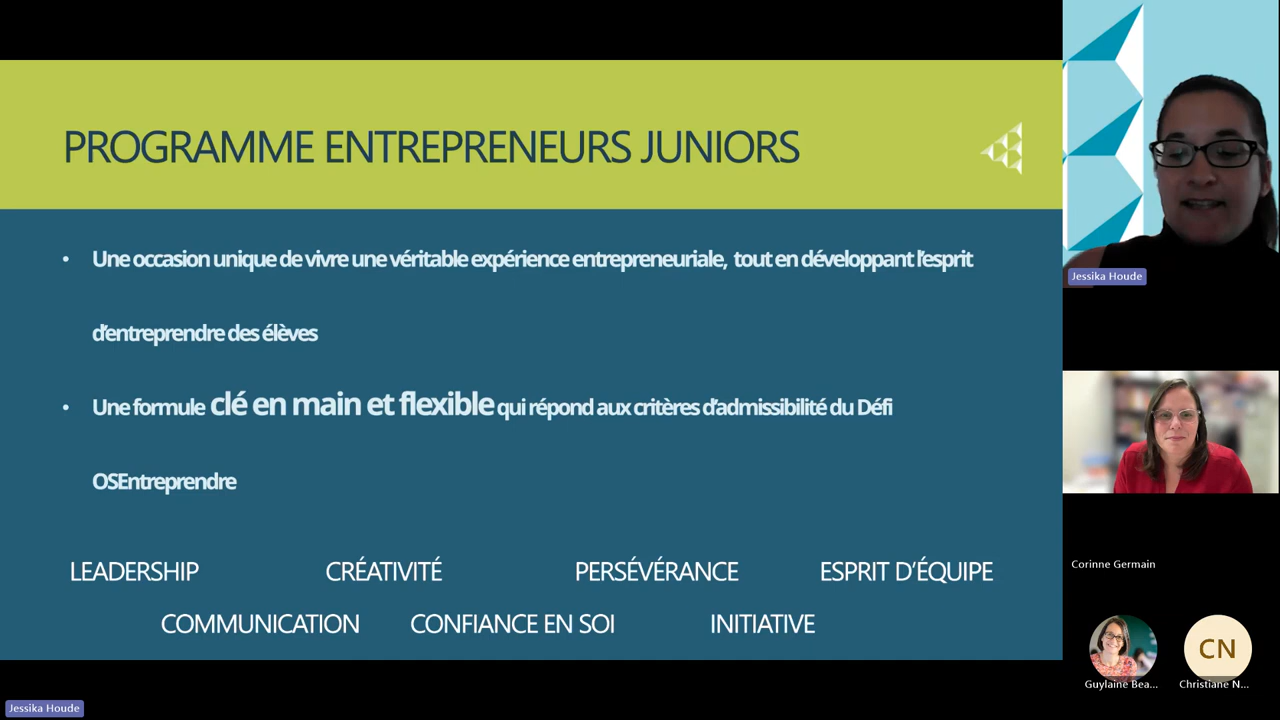 PROGRAMME ENTREPRENEURS JUNIORS
• Une occasion unique de vivre une véritable expérience entrepreneuriale, tout en développant l'esprit
d'entreprendre des élèves
• Une formule clé en main et flexible qui répond aux critères d'admissibilité du Défi
OSEntreprendre
LEADERSHIP CRÉATIVITÉ PERSÉVÉRANCE ESPRIT D'ÉQUIPE
COMMUNICATION CONFIANCE EN SOI INITIATIVE
Jessika Houde
Corinne Germain
CN
Guylaine Bea... Christiane N...
Jessika Houde